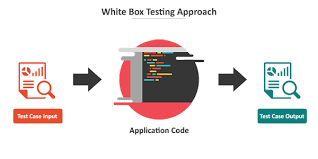 White Box Testing Approach
Test Case Input
Application Code
Test Case Output